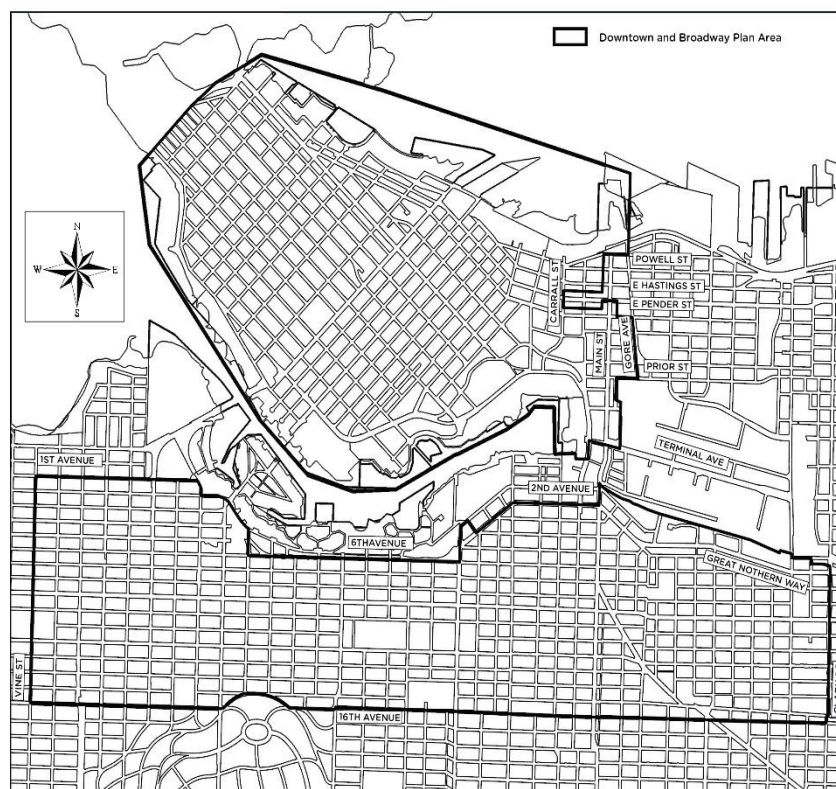 Downtown and Broadway Plan Area
N
W E
S
POWELL ST
E HASTINGS ST
E PENDER ST
CARRALL ST
MAIN ST
GORE AVE
PRIOR ST
TERMINAL AVE
1ST AVENUE
2ND AVENUE
6THAVENUE
GREAT NOTHERN WAY
VINE ST
16TH AVENUE